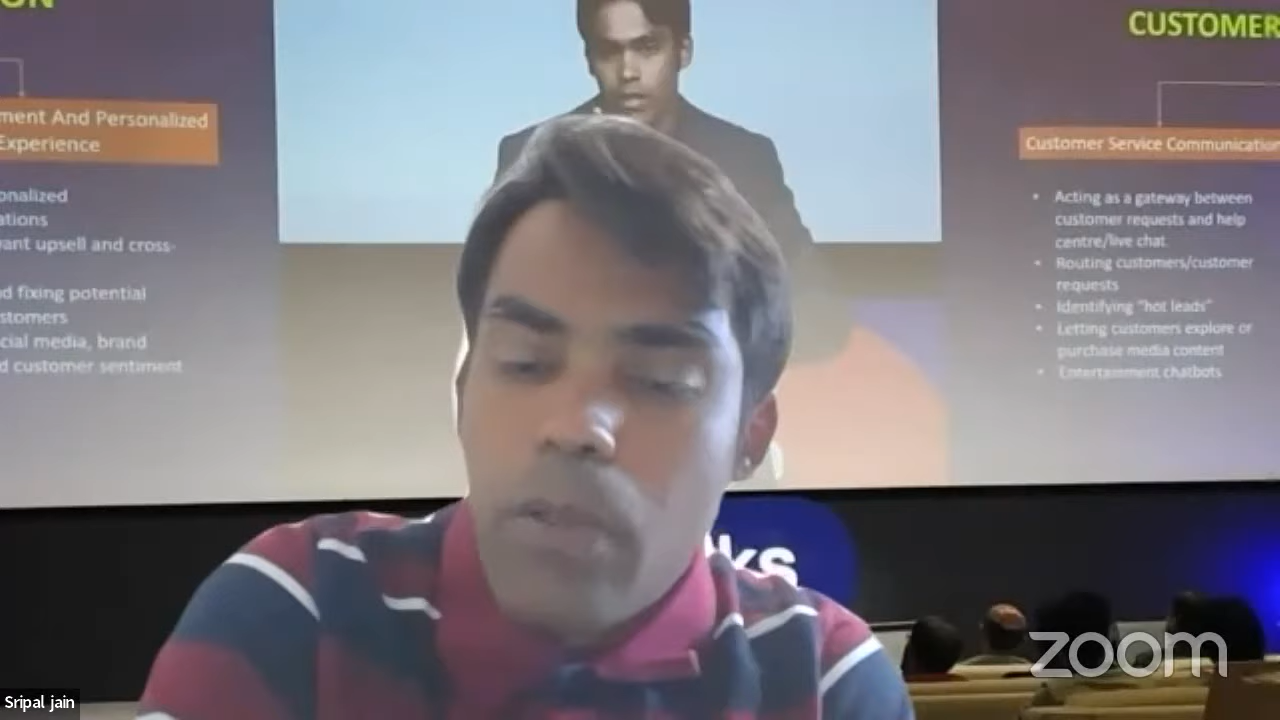 ON
CUSTOMER
ment And Personalized
Experience
Customer Service Communication
onalized
ations
vant upsell and cross-
d fixing potential
stomers
cial media, brand
d customer sentiment
• Acting as a gateway between
customer requests and help
centre/live chat.
• Routing customers/customer
requests
• Identifying "hot leads"
• Letting customers explore or
purchase media content
• Entertainment chatbots
lks
zoom
Sripal jain